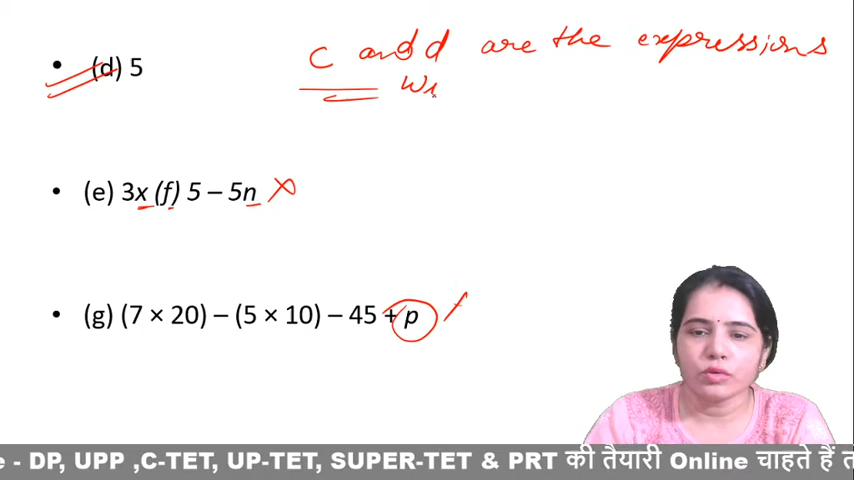 c and d are the expressions
• (d) 5
wi
• (e) 3x (f) 5 – 5n ×
• (g) (7 × 20) – (5 × 10) – 45 + p
e - DP, UPP ,C-TET, UP-TET, SUPER-TET & PRT की तैयारी Online चाहते हैं त